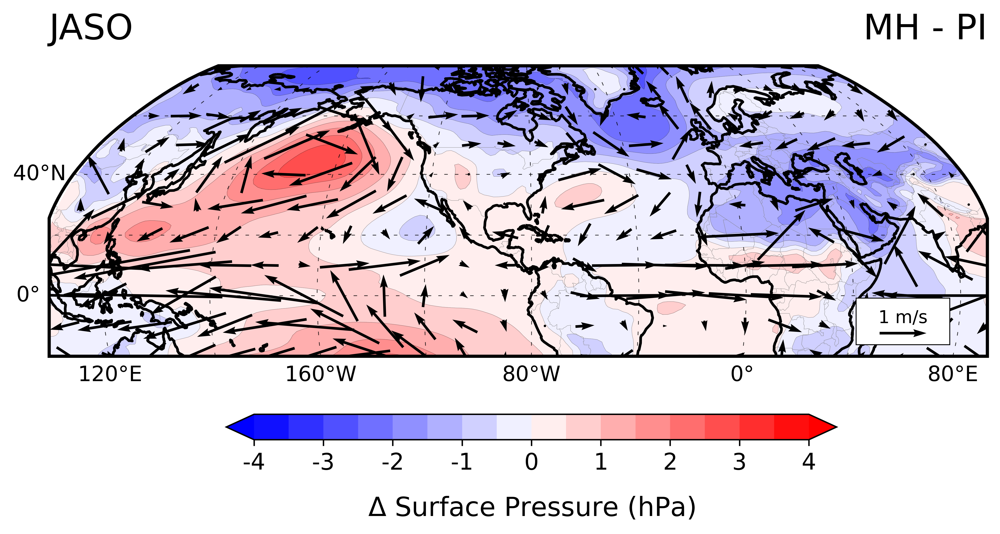 JASO
MH - PI
40°N
0°
1 m/s
120°E
160°W
80°W
0°
80°E
-4
-3
-2
-1
0
1
2
3
4
Δ Surface Pressure (hPa)